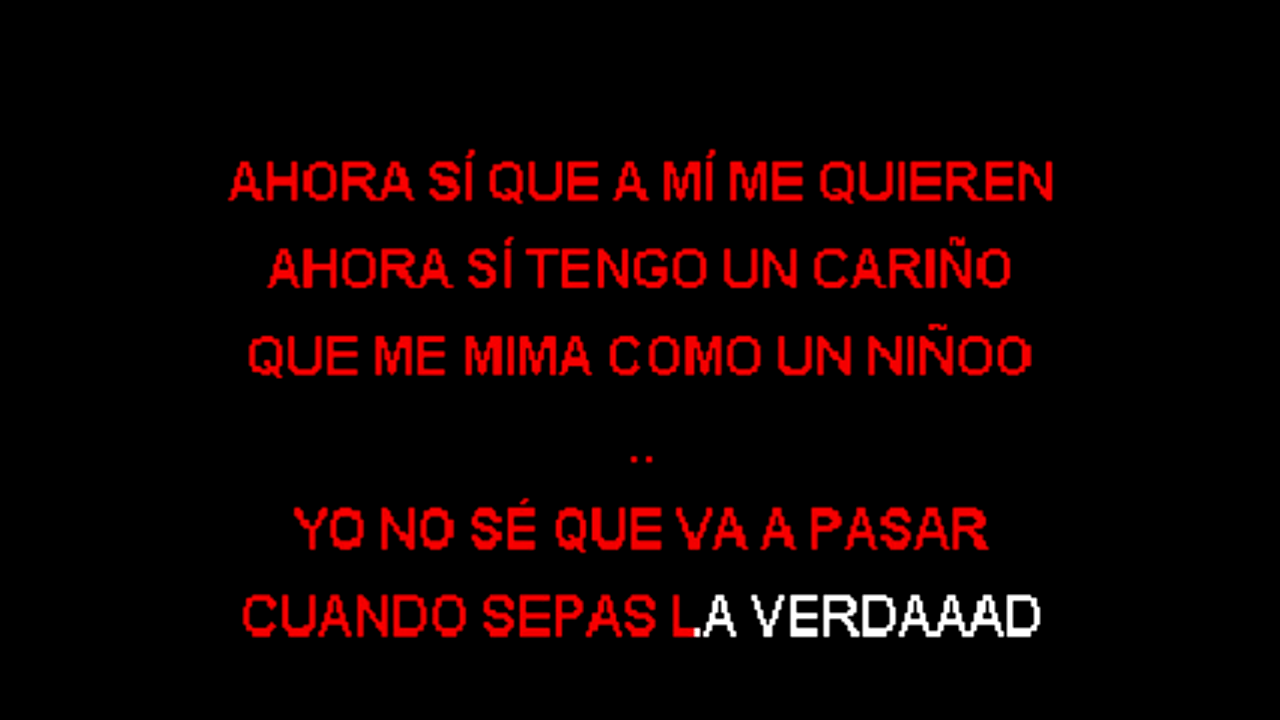 AHORA SÍ QUE A MÍ ME QUIEREN
AHORA SÍ TENGO UN CARIÑO
QUE ME MIMA COMO UN NIÑOO
..
YO NO SÉ QUE VA A PASAR
CUANDO SEPAS LA VERDAAAD